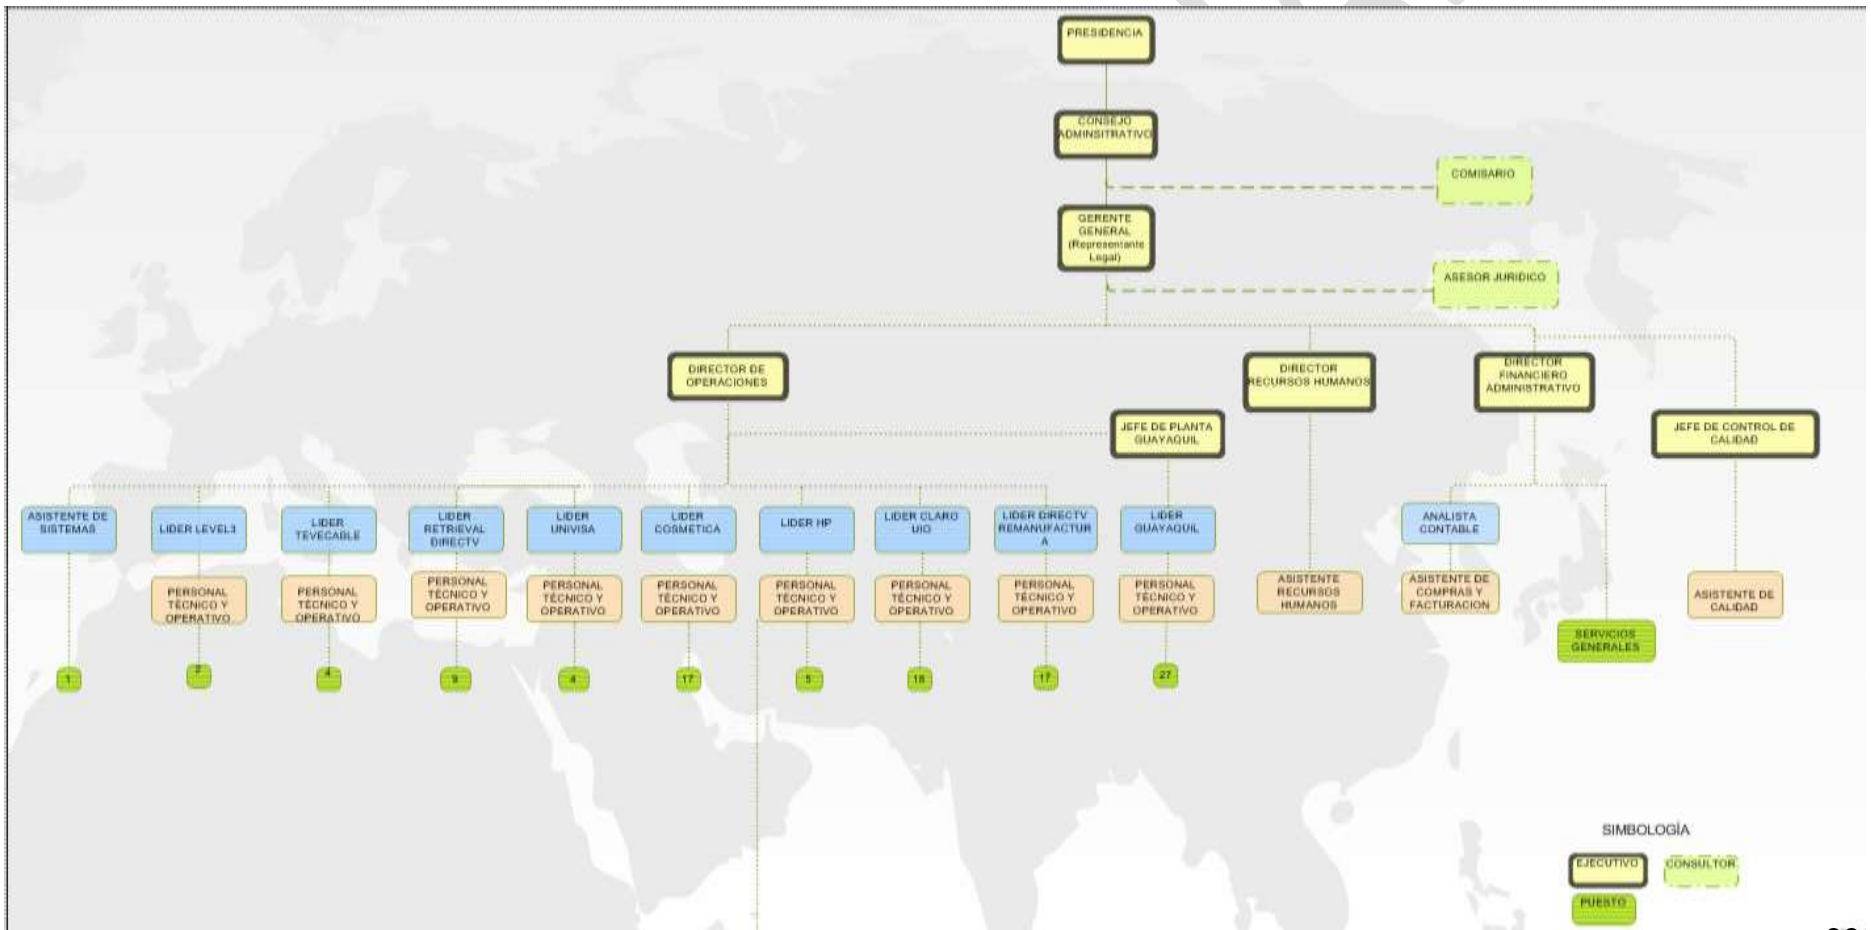 PRESIDENCIA
CONSEJO
ADMINSITRATIVO
COMISARIO
GERENTE
GENERAL
(Representante
Legal)
ASESOR JURIDICO
DIRECTOR DE
OPERACIONES
DIRECTOR
RECURSOS HUMANOS
DIRECTOR
FINANCIERO
ADMINISTRATIVO
JEFE DE PLANTA
GUAYAQUIL
JEFE DE CONTROL DE
CALIDAD
ASISTENTE DE
SISTEMAS
LIDER LEVEL3
LIDER
TEVECABLE
LIDER
RETRIEVAL
DIRECTV
LIDER
UNIVISA
LIDER
COSMETICA
LIDER HP
LIDER CLARO
UIO
LIDER DIRECTV
REMANUFACTUR
A
LIDER
GUAYAQUIL
ANALISTA
CONTABLE
PERSONAL
TÉCNICO Y
OPERATIVO
PERSONAL
TÉCNICO Y
OPERATIVO
PERSONAL
TÉCNICO Y
OPERATIVO
PERSONAL
TÉCNICO Y
OPERATIVO
PERSONAL
TÉCNICO Y
OPERATIVO
PERSONAL
TÉCNICO Y
OPERATIVO
PERSONAL
TÉCNICO Y
OPERATIVO
PERSONAL
TÉCNICO Y
OPERATIVO
PERSONAL
TÉCNICO Y
OPERATIVO
ASISTENTE
RECURSOS
HUMANOS
ASISTENTE DE
COMPRAS Y
FACTURACION
ASISTENTE DE
CALIDAD
SERVICIOS
GENERALES
1
4
9
4
17
5
17
27
SIMBOLOGÍA
EJECUTIVO
CONSULTOR
PUESTO